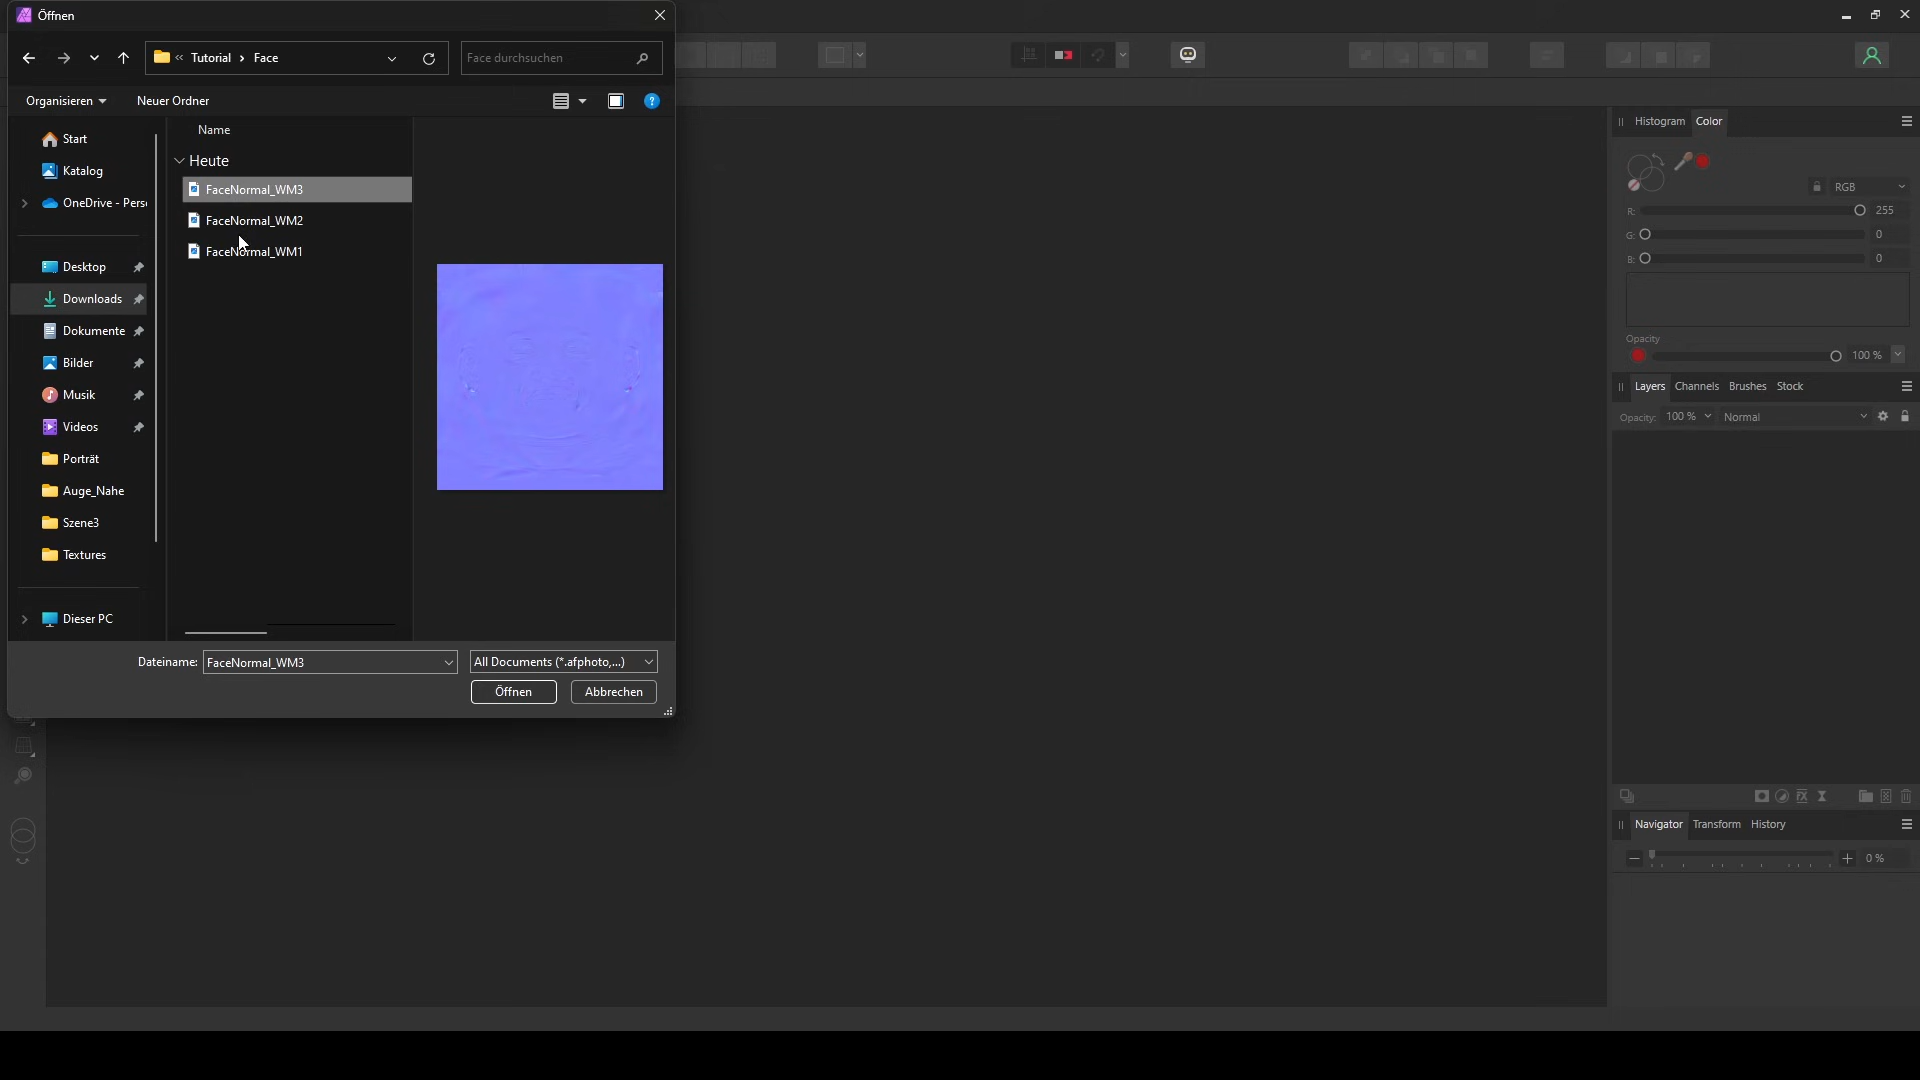 Öffnen
« Tutorial › Face
Face durchsuchen
Organisieren
Neuer Ordner
Name
Heute
FaceNormal_WM3
FaceNormal_WM2
FaceNormal_WM1
Start
Katalog
OneDrive - Pers
Desktop
Downloads
Dokumente
Bilder
Musik
Videos
Porträt
Auge_Nahe
Szene3
Textures
Dieser PC
Dateiname: FaceNormal_WM3
All Documents (*.afphoto,...)
Öffnen
Abbrechen
Histogram Color
RGB
R: 255
G: 0
B: 0
Opacity
100 %
Layers Channels Brushes Stock
Opacity: 100 % Normal
Navigator Transform History
0 %